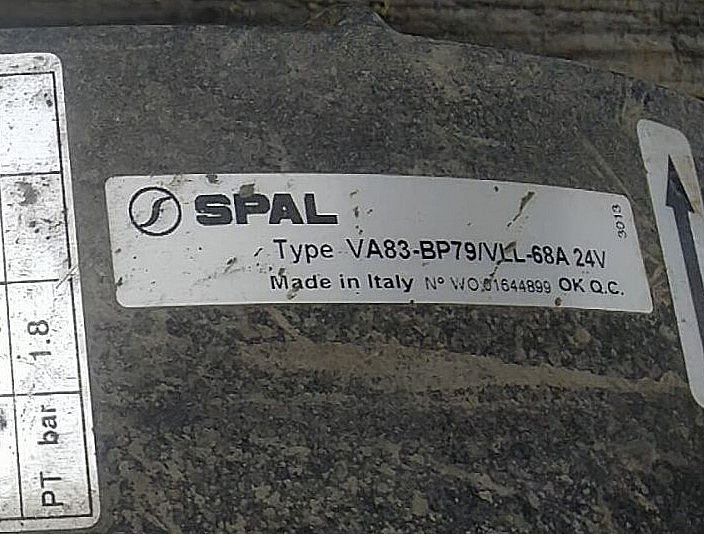 SPAL
Type VA83-BP79/VLL-68A 24V
Made in Italy N° WO.01644899 OK Q.C.
3013
PT bar 1.8